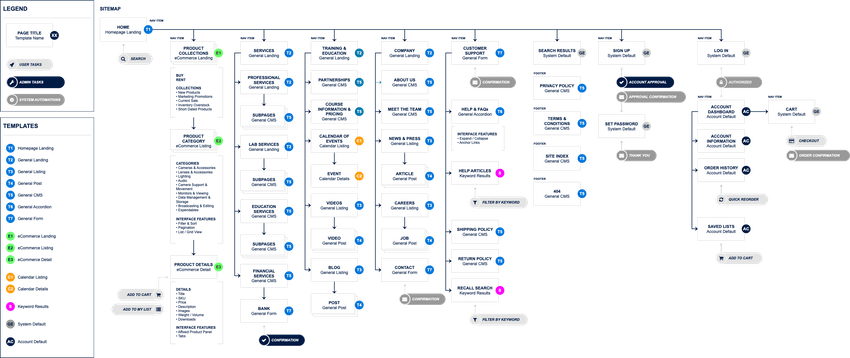 LEGEND
PAGE TITLE
Template Name
XX
USER TASKS
ADMIN TASKS
SYSTEM AUTOMATIONS
TEMPLATES
T1 Homepage Landing
T2 General Landing
T3 General Listing
T4 General Post
T5 General CMS
T6 General Accordion
T7 General Form
E1 eCommerce Landing
E2 eCommerce Listing
E3 eCommerce Detail
C1 Calendar Listing
C2 Calendar Details
S Keyword Results
GE System Default
AC Account Default
SITEMAP
NAV ITEM
HOME
Homepage Landing
T1
SEARCH
NAV ITEM
PRODUCT
COLLECTIONS
eCommerce Landing
E1
BUY
RENT
COLLECTIONS
• New Products
• Marketing Promotions
• Current Sale
• Inventory Overstock
• Short Dated Products
PRODUCT
CATEGORY
eCommerce Listing
E2
CATEGORIES
• Cameras & Accessories
• Lenses & Accessories
• Lighting
• Audio
• Camera Support &
Movement
• Monitors & Viewing
• Data Management &
Storage
• Broadcasting & Editing
• Expendables
INTERFACE FEATURES
• Filter & Sort
• Pagination
• List / Grid View
PRODUCT DETAILS
eCommerce Detail
E3
ADD TO CART
ADD TO MY LIST
DETAILS
• Title
• SKU
• Price
• Description
• Images
• Weight / Volume
• Downloads
INTERFACE FEATURES
• Affixed Product Panel
• Tabs
NAV ITEM
SERVICES
General Landing
T2
PROFESSIONAL
SERVICES
General Landing
T2
SUBPAGES
General CMS
T5
LAB SERVICES
General Landing
T2
SUBPAGES
General CMS
T5
EDUCATION
SERVICES
General CMS
T5
SUBPAGES
General CMS
T5
FINANCIAL
SERVICES
General CMS
T5
BANK
General Form
T7
CONFIRMATION
NAV ITEM
TRAINING &
EDUCATION
General Landing
PARTNERSHIPS
General CMS
COURSE
INFORMATION &
PRICING
General CMS
CALENDAR OF
EVENTS
Calendar Listing
C1
EVENT
Calendar Details
C2
VIDEOS
General Listing
T3
VIDEO
General Post
T4
BLOG
General Listing
T3
POST
General Post
T4
NAV ITEM
COMPANY
General Landing
ABOUT US
General CMS
MEET THE TEAM
General CMS
NEWS & PRESS
General Listing
T3
ARTICLE
General Post
T4
CAREERS
General Listing
T3
JOB
General Post
T4
CONTACT
General Form
T7
CONFIRMATION
NAV ITEM
CUSTOMER
SUPPORT
General Form
T7
CONFIRMATION
HELP & FAQs
General Accordion
T6
INTERFACE FEATURES
• Expand / Collapse
• Anchor Links
HELP ARTICLES
Keyword Results
S
FILTER BY KEYWORD
SHIPPING POLICY
General CMS
T5
RETURN POLICY
General CMS
T5
RECALL SEARCH
Keyword Results
S
FILTER BY KEYWORD
SEARCH RESULTS
System Default
GE
FOOTER
PRIVACY POLICY
General CMS
T5
FOOTER
TERMS &
CONDITIONS
General CMS
T5
FOOTER
SITE INDEX
General CMS
T5
FOOTER
404
General CMS
T5
NAV ITEM
SIGN UP
System Default
GE
ACCOUNT APPROVAL
APPROVAL CONFIRMATION
SET PASSWORD
System Default
GE
THANK YOU
NAV ITEM
LOG IN
System Default
GE
AUTHORIZED
ACCOUNT
DASHBOARD
Account Default
AC
ACCOUNT
INFORMATION
Account Default
ORDER HISTORY
Account Default
QUICK REORDER
SAVED LISTS
Account Default
ADD TO CART
CART
System Default
GE
CHECKOUT
ORDER CONFIRMATION